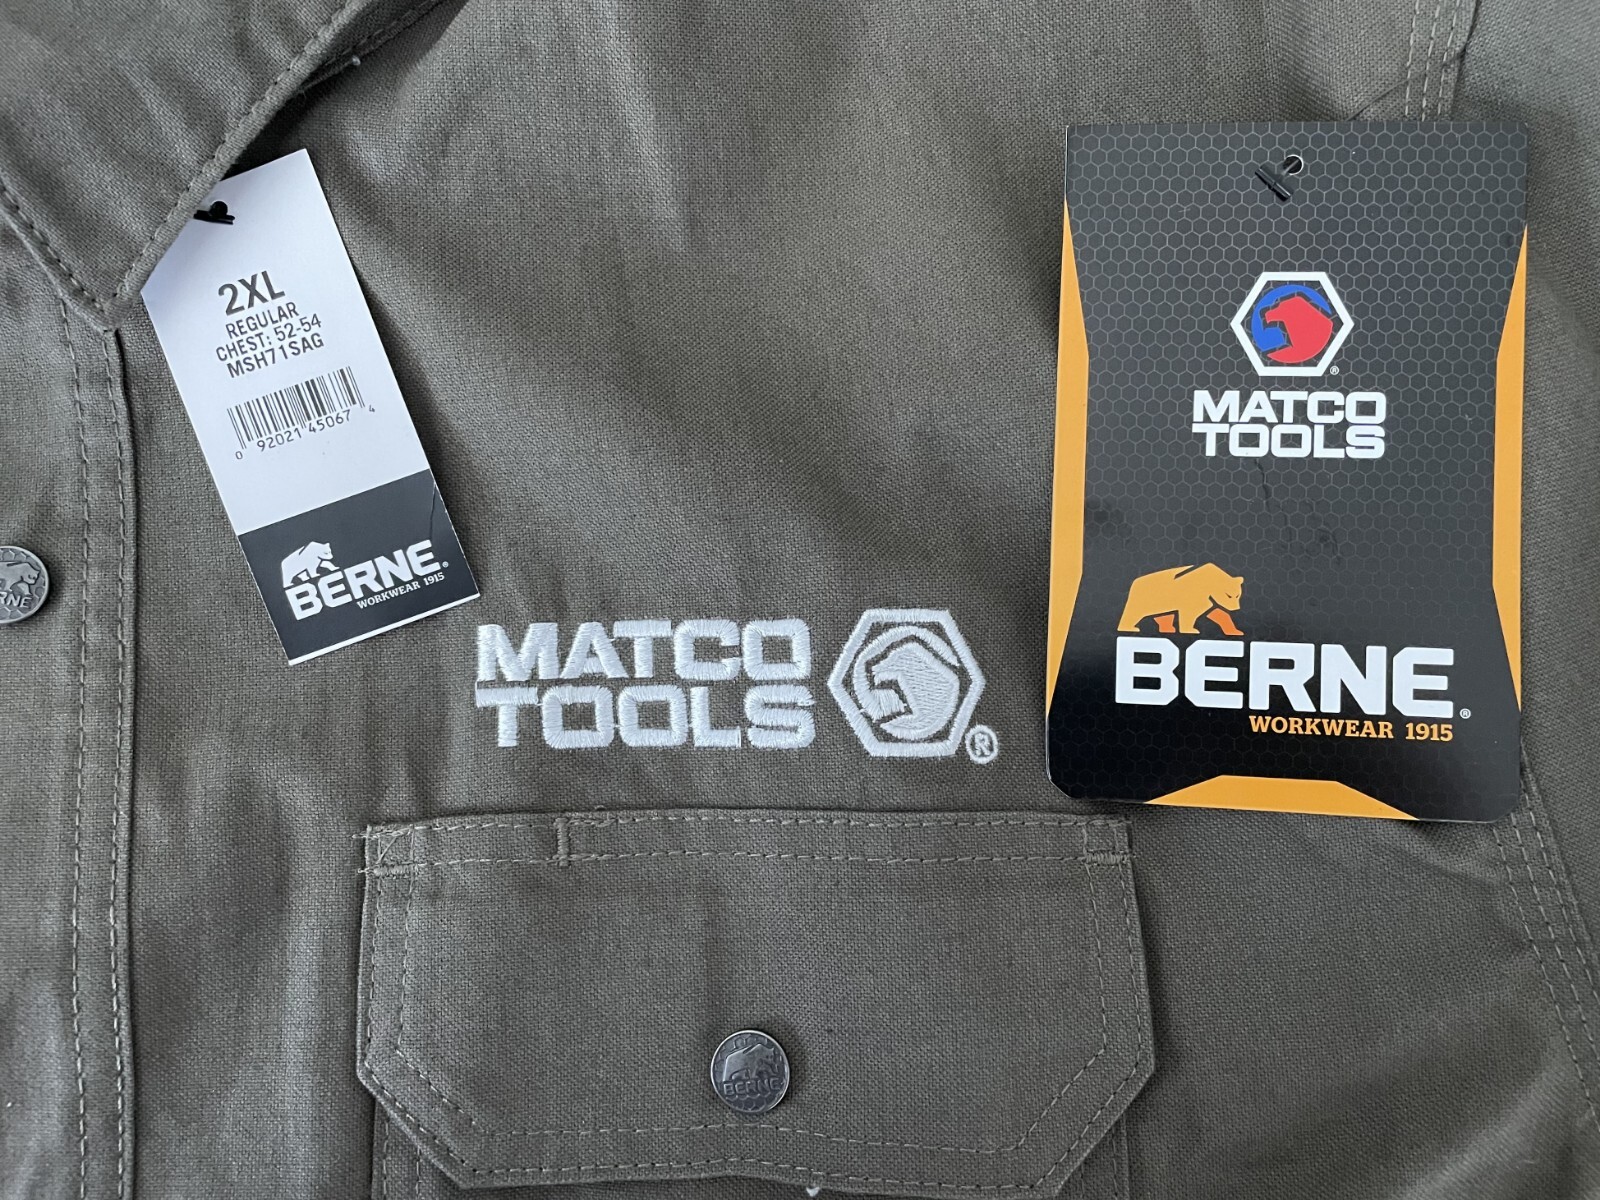 2XL
REGULAR
CHEST: 52-54
MSH71SAG
0 92021 45067 4
BERNE®
WORKWEAR 1915
MATCO
TOOLS
®
®
MATCO
TOOLS
BERNE®
WORKWEAR 1915
BERNE